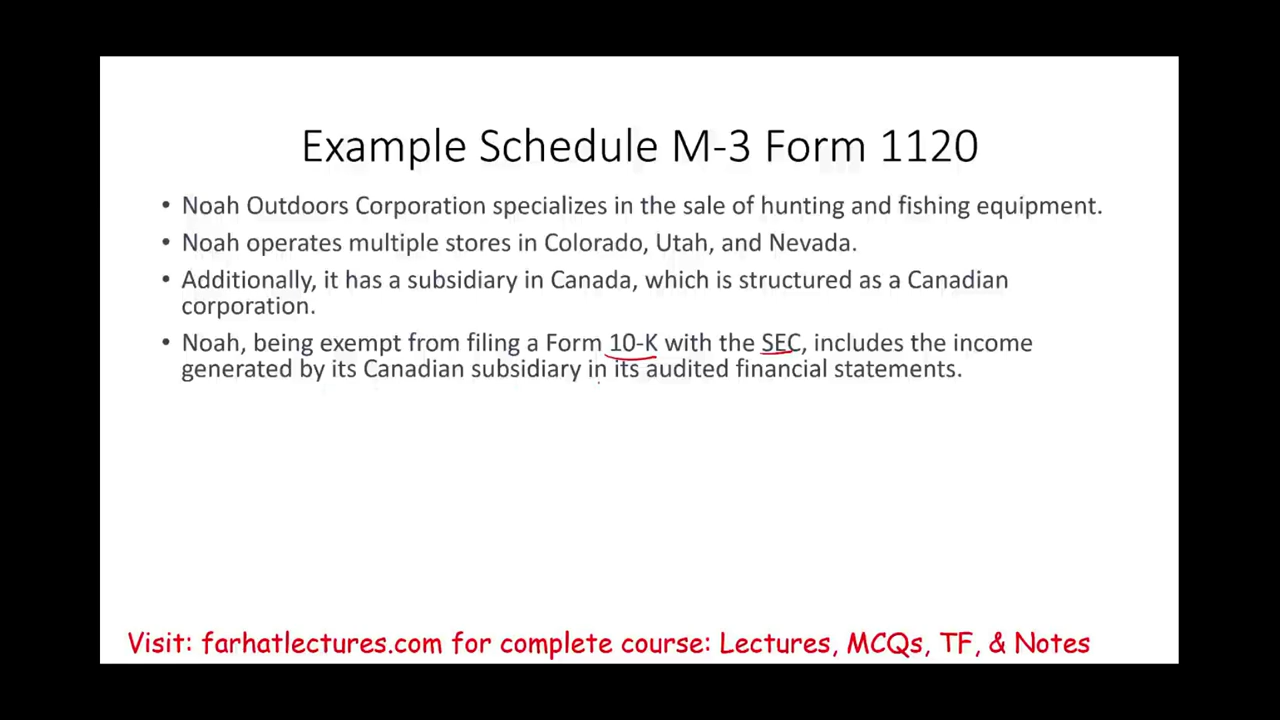 Example Schedule M-3 Form 1120
• Noah Outdoors Corporation specializes in the sale of hunting and fishing equipment.
• Noah operates multiple stores in Colorado, Utah, and Nevada.
• Additionally, it has a subsidiary in Canada, which is structured as a Canadian
corporation.
• Noah, being exempt from filing a Form 10-K with the SEC, includes the income
generated by its Canadian subsidiary in its audited financial statements.
Visit: farhatlectures.com for complete course: Lectures, MCQs, TF, & Notes